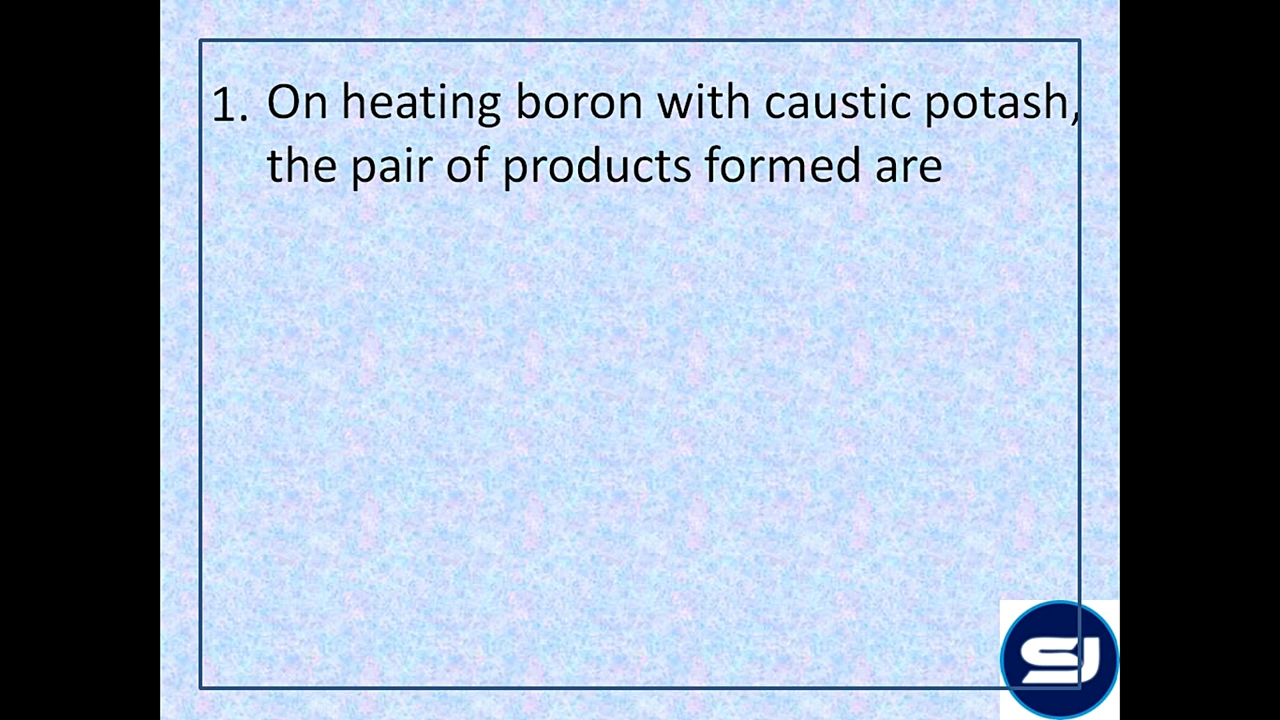 1. On heating boron with caustic potash,
the pair of products formed are
SJ